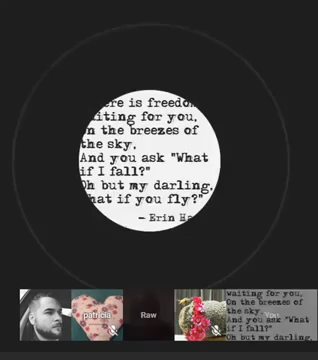 ere is freedo
iting for you,
n the breezes of
the sky,
And you ask "What
if I fall?"
Oh but my darling,
hat if you fly?"
– Erin Ha
patricia
Raw
waiting for you,
On the breezes of
the sky,
And you ask "What
if I fall?"
Oh but my darling,
You